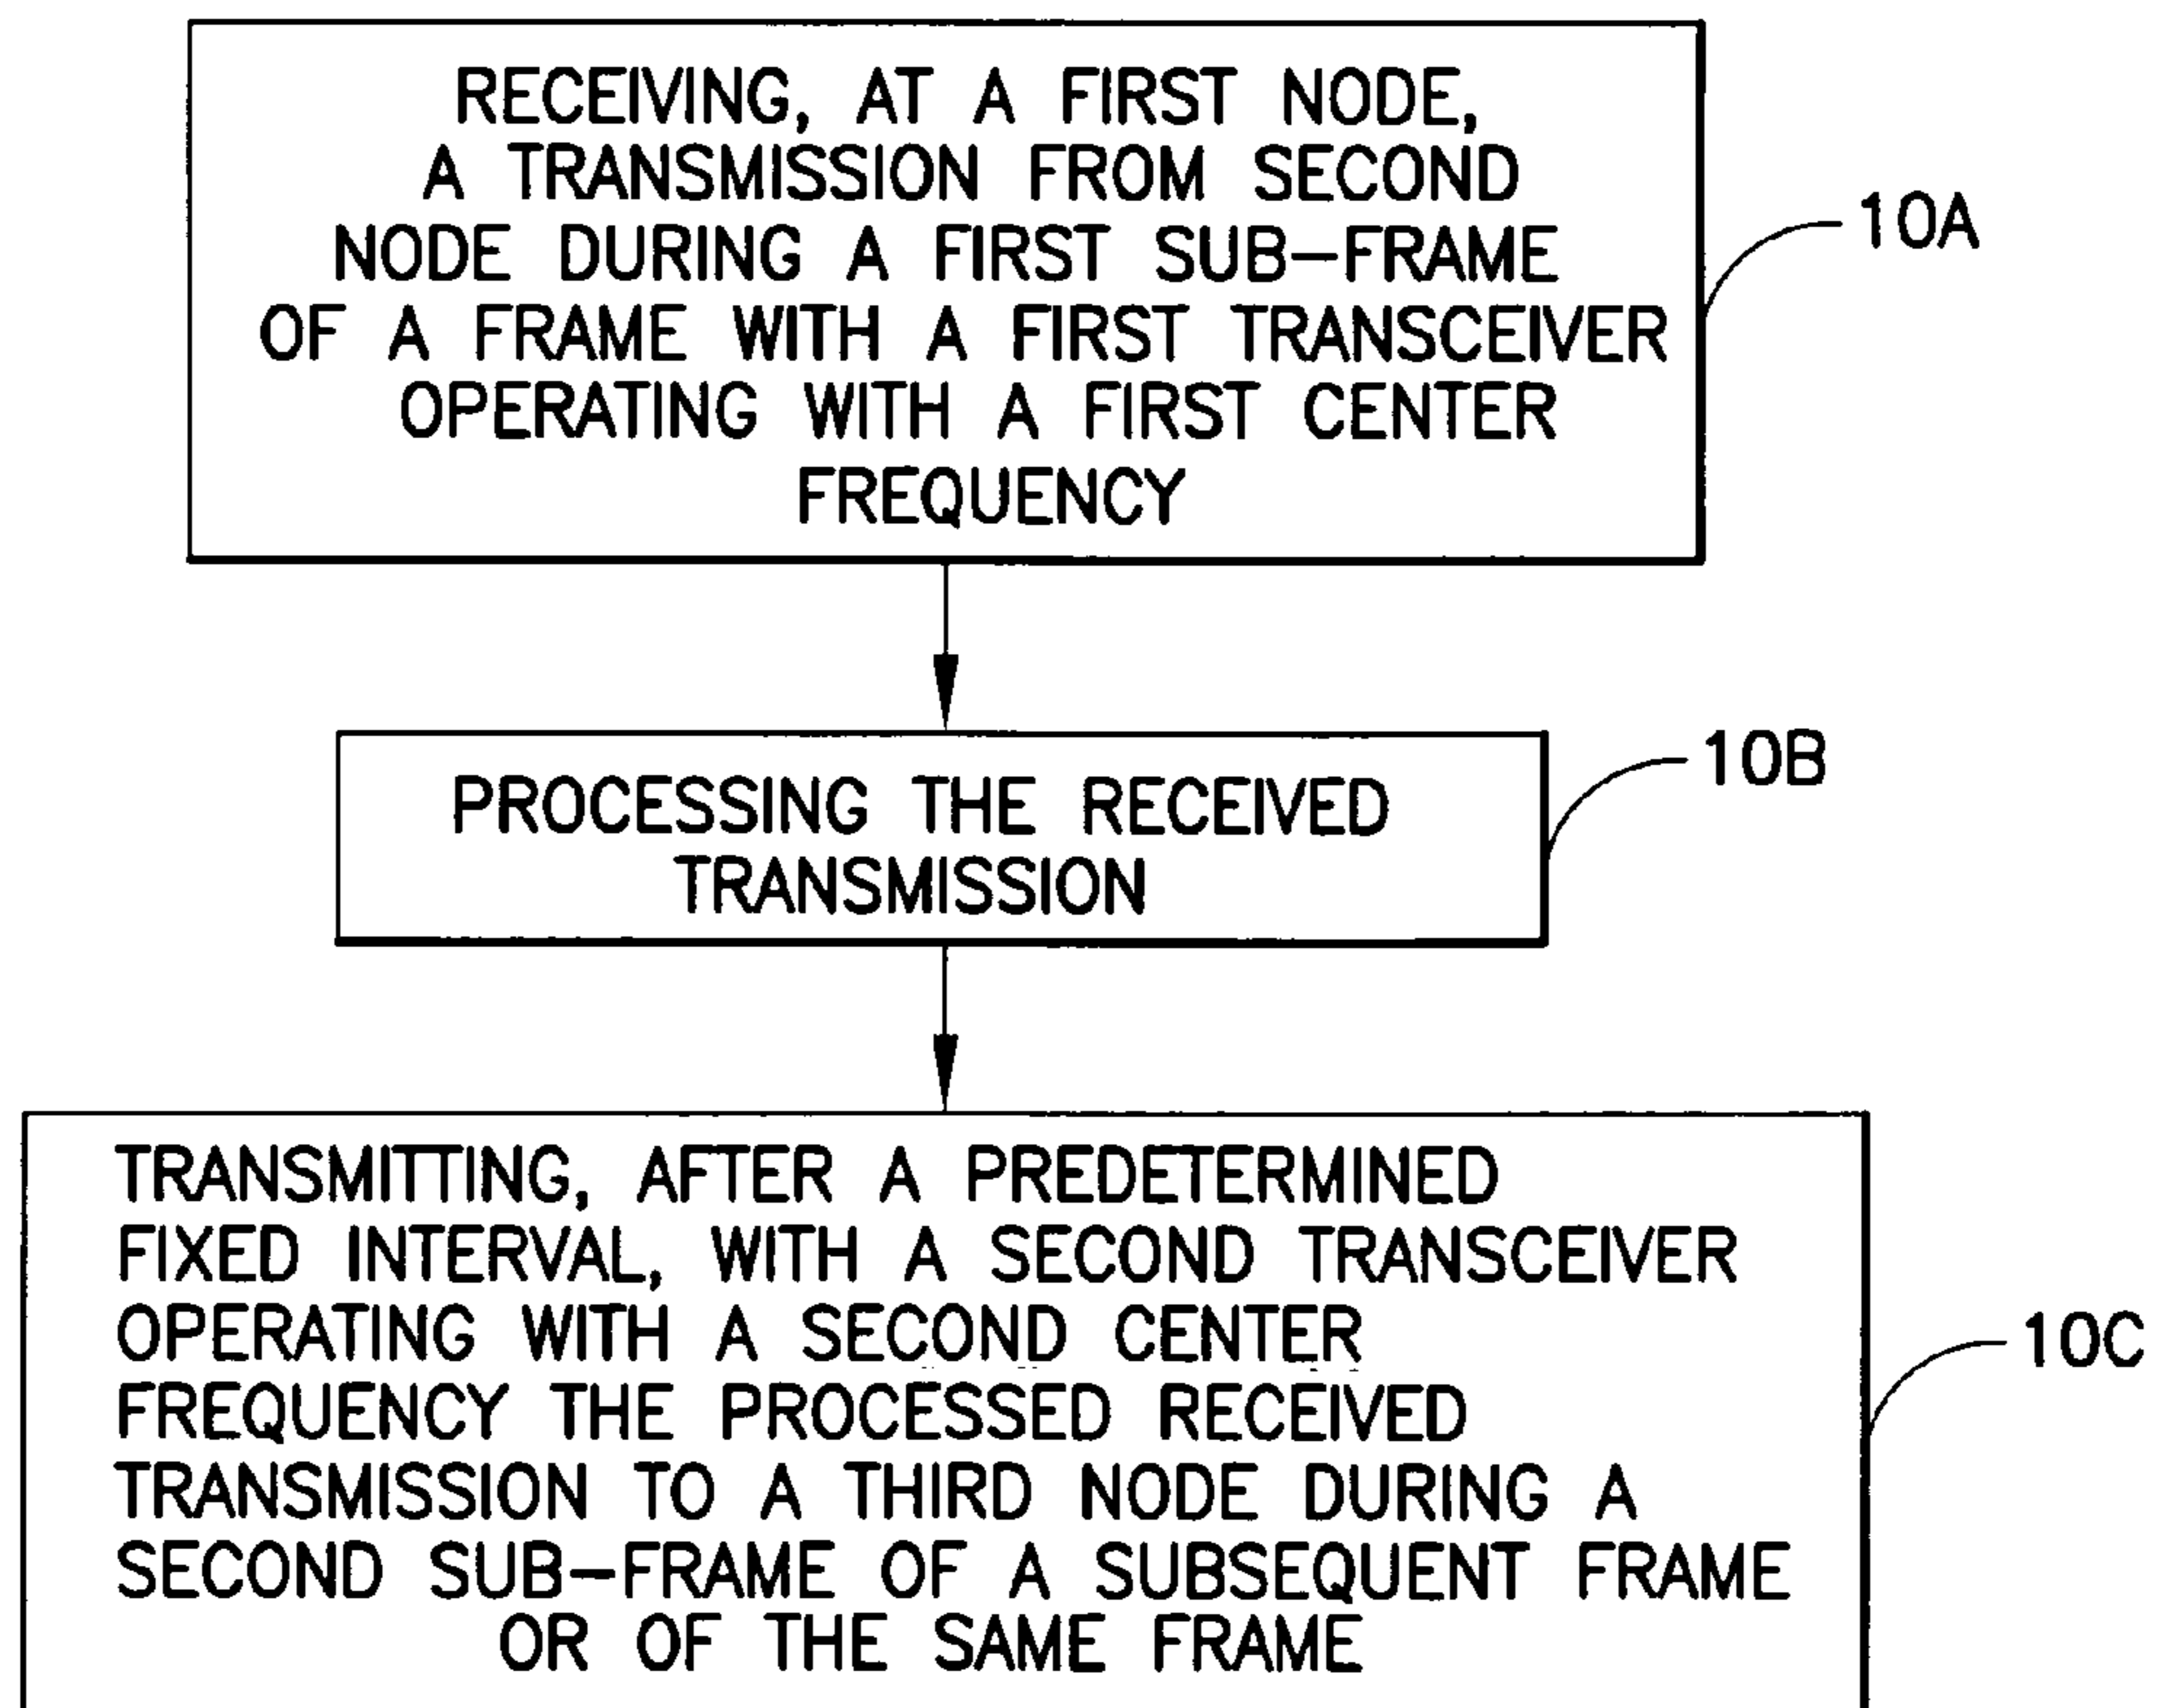 RECEIVING, AT A FIRST NODE,
A TRANSMISSION FROM SECOND
NODE DURING A FIRST SUB-FRAME
OF A FRAME WITH A FIRST TRANSCEIVER
OPERATING WITH A FIRST CENTER
FREQUENCY
10A
PROCESSING THE RECEIVED
TRANSMISSION
10B
TRANSMITTING, AFTER A PREDETERMINED
FIXED INTERVAL, WITH A SECOND TRANSCEIVER
OPERATING WITH A SECOND CENTER
FREQUENCY THE PROCESSED RECEIVED
TRANSMISSION TO A THIRD NODE DURING A
SECOND SUB-FRAME OF A SUBSEQUENT FRAME
OR OF THE SAME FRAME
10C